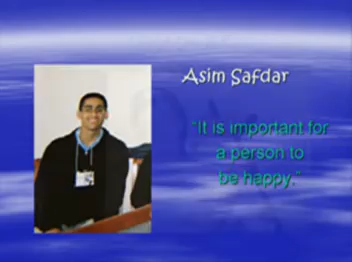 Asim Safdar
"It is important for
a person to
be happy."